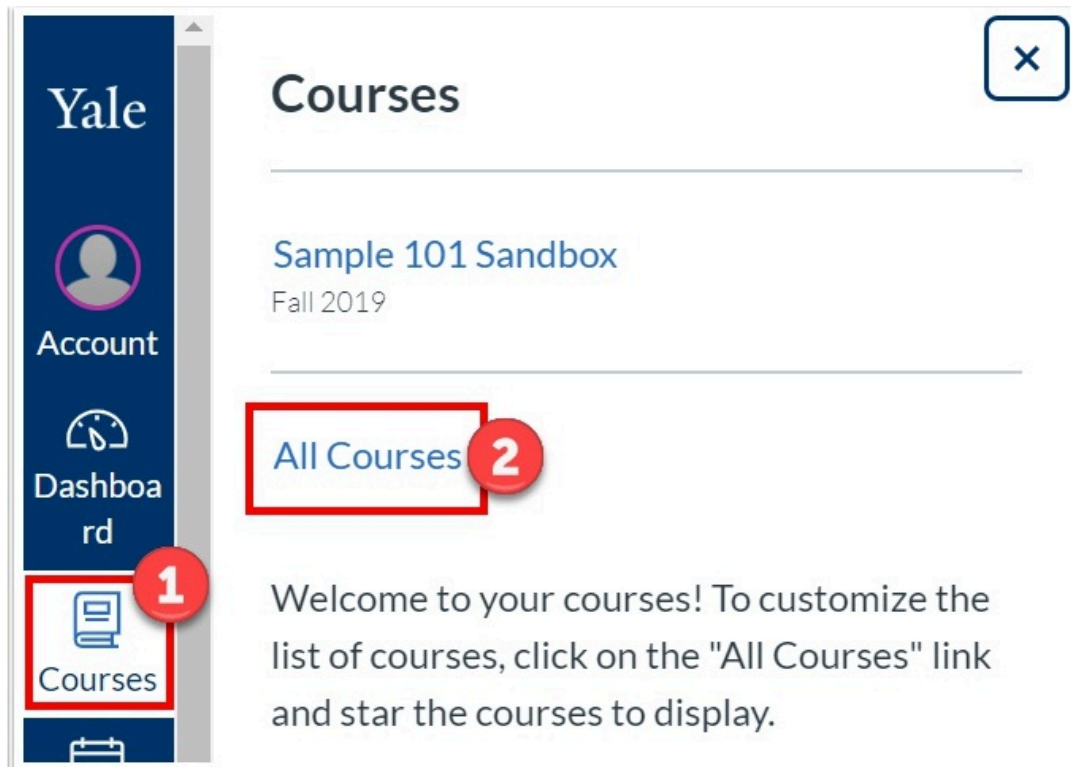 Yale
Account
Dashboa
rd
1
Courses
Courses
×
Sample 101 Sandbox
Fall 2019
All Courses 2
Welcome to your courses! To customize the
list of courses, click on the "All Courses" link
and star the courses to display.